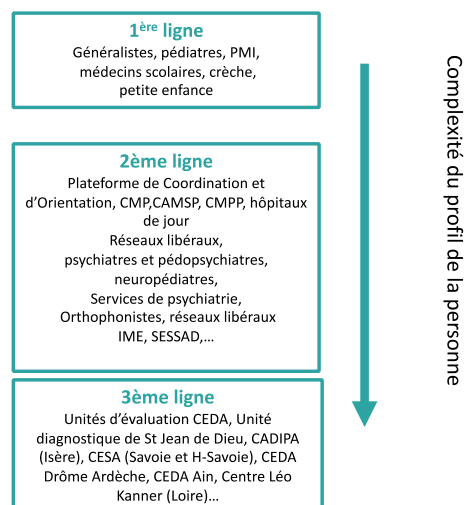 1ère ligne
Généralistes, pédiatres, PMI,
médecins scolaires, crèche,
petite enfance
2ème ligne
Plateforme de Coordination et
d’Orientation, CMP,CAMSP, CMPP, hôpitaux
de jour
Réseaux libéraux,
psychiatres et pédopsychiatres,
neuropédiatres,
Services de psychiatrie,
Orthophonistes, réseaux libéraux
IME, SESSAD,…
3ème ligne
Unités d’évaluation CEDA, Unité
diagnostique de St Jean de Dieu, CADIPA
(Isère), CESA (Savoie et H-Savoie), CEDA
Drôme Ardèche, CEDA Ain, Centre Léo
Kanner (Loire)…
Complexité du profil de la personne